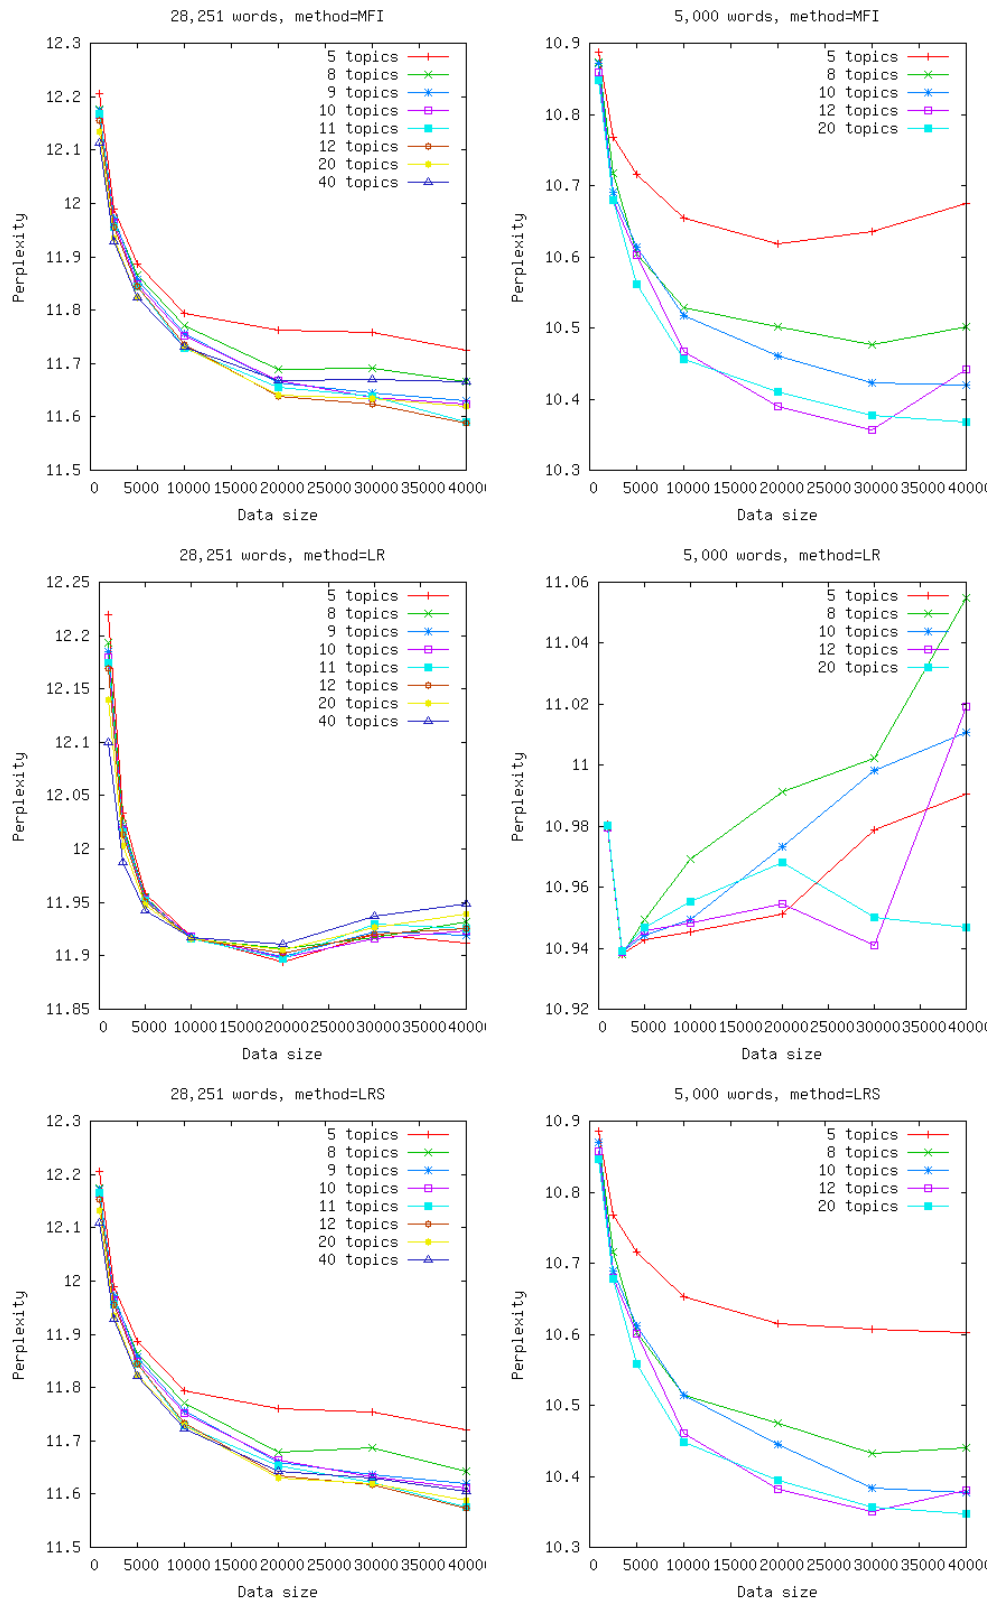 28,251 words, method=MFI
12.3
12.2
12.1
12
11.9
11.8
11.7
11.6
11.5
Perplexity
5 topics
8 topics
9 topics
10 topics
11 topics
12 topics
20 topics
40 topics
0 5000 10000 15000 20000 25000 30000 35000 4000
Data size
5,000 words, method=MFI
10.9
10.8
10.7
10.6
10.5
10.4
10.3
Perplexity
5 topics
8 topics
10 topics
12 topics
20 topics
0 5000 10000 15000 20000 25000 30000 35000 4000
Data size
28,251 words, method=LR
12.25
12.2
12.15
12.1
12.05
12
11.95
11.9
11.85
Perplexity
5 topics
8 topics
9 topics
10 topics
11 topics
12 topics
20 topics
40 topics
0 5000 10000 15000 20000 25000 30000 35000 4000
Data size
5,000 words, method=LR
11.06
11.04
11.02
11
10.98
10.96
10.94
10.92
Perplexity
5 topics
8 topics
10 topics
12 topics
20 topics
0 5000 10000 15000 20000 25000 30000 35000 4000
Data size
28,251 words, method=LRS
12.3
12.2
12.1
12
11.9
11.8
11.7
11.6
11.5
Perplexity
5 topics
8 topics
9 topics
10 topics
11 topics
12 topics
20 topics
40 topics
0 5000 10000 15000 20000 25000 30000 35000 4000
Data size
5,000 words, method=LRS
10.9
10.8
10.7
10.6
10.5
10.4
10.3
Perplexity
5 topics
8 topics
10 topics
12 topics
20 topics
0 5000 10000 15000 20000 25000 30000 35000 4000
Data size